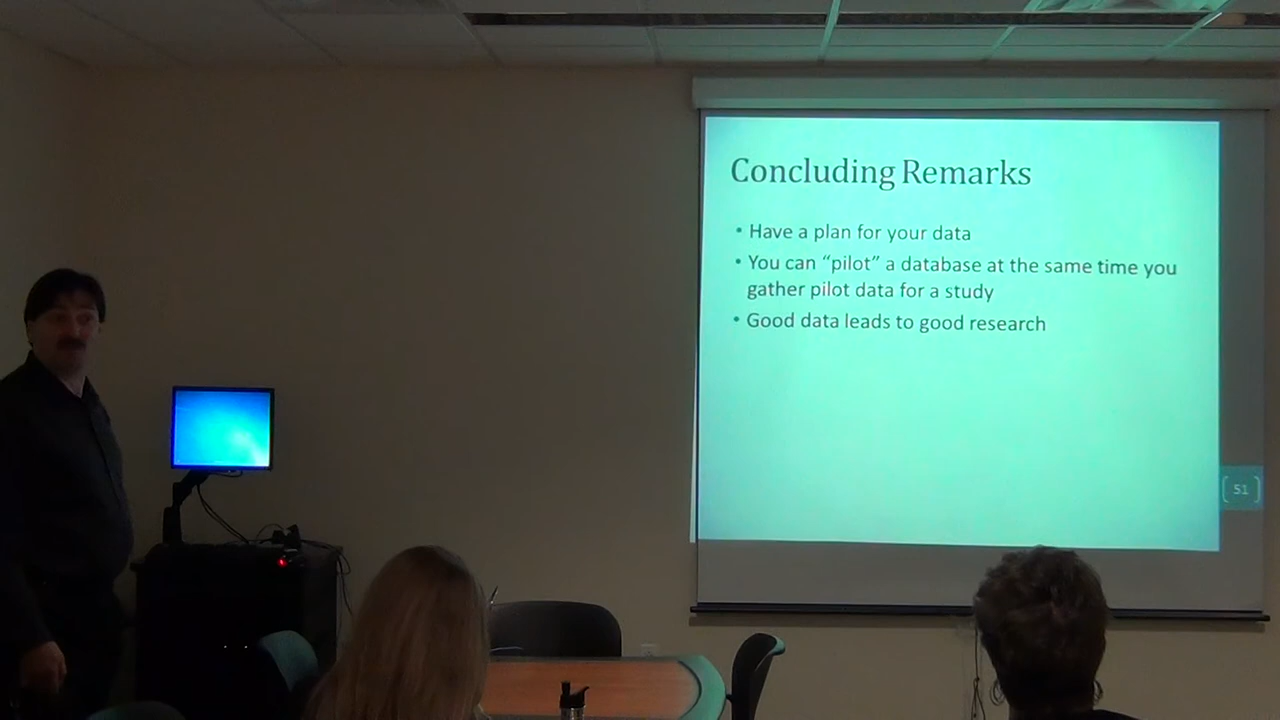 Concluding Remarks
• Have a plan for your data
• You can “pilot” a database at the same time you
gather pilot data for a study
• Good data leads to good research
51